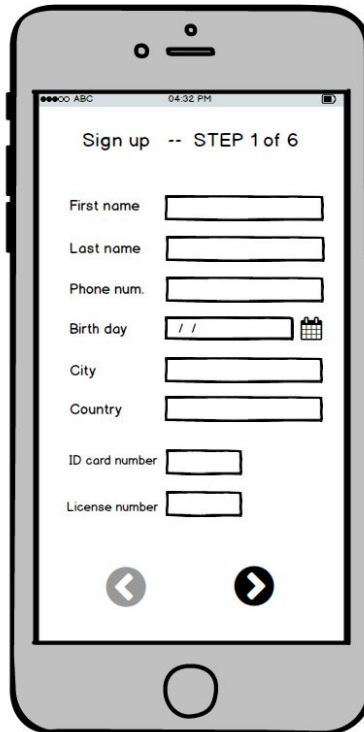 ABC 04:32 PM
Sign up -- STEP 1 of 6
First name
Last name
Phone num.
Birth day / /
City
Country
ID card number
License number